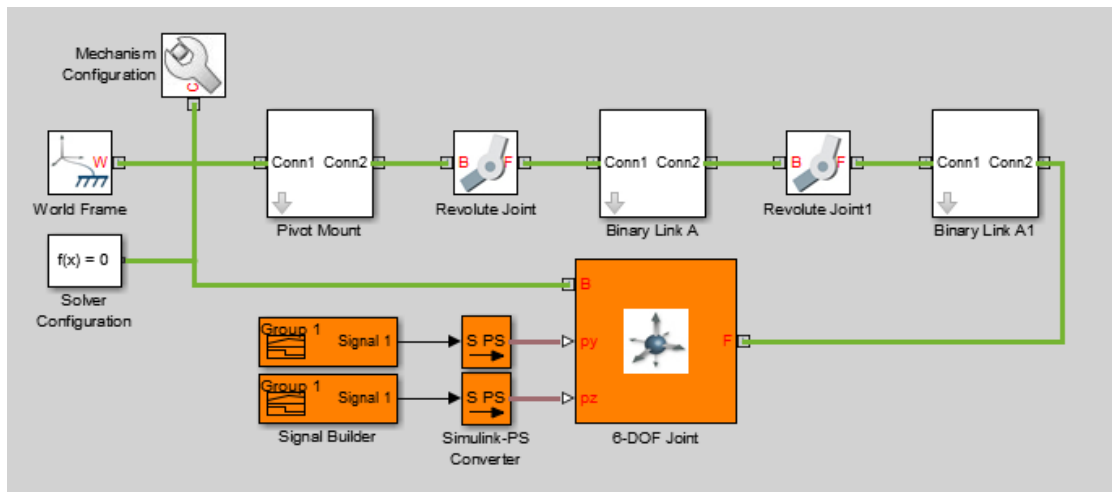 Mechanism
Configuration
C
W
World Frame
Conn1 Conn2
Pivot Mount
B F
Revolute Joint
Conn1 Conn2
Binary Link A
B F
Revolute Joint1
Conn1 Conn2
Binary Link A1
f(x) = 0
Solver
Configuration
Group 1
Signal 1
Group 1
Signal 1
Signal Builder
S PS
S PS
Simulink-PS
Converter
B
py
pz
F
6-DOF Joint